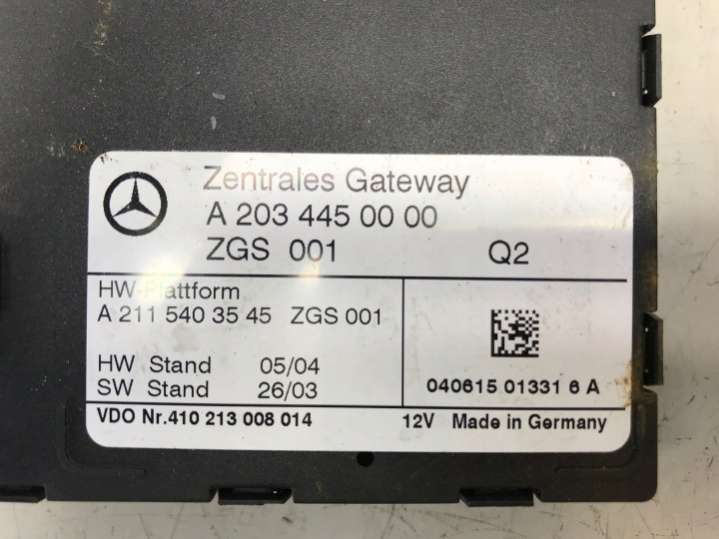 Zentrales Gateway
A 203 445 00 00
ZGS 001 Q2
HW-Plattform
A 211 540 35 45 ZGS 001
HW Stand 05/04
SW Stand 26/03
040615 01331 6 A
VDO Nr.410 213 008 014 12V Made in Germany